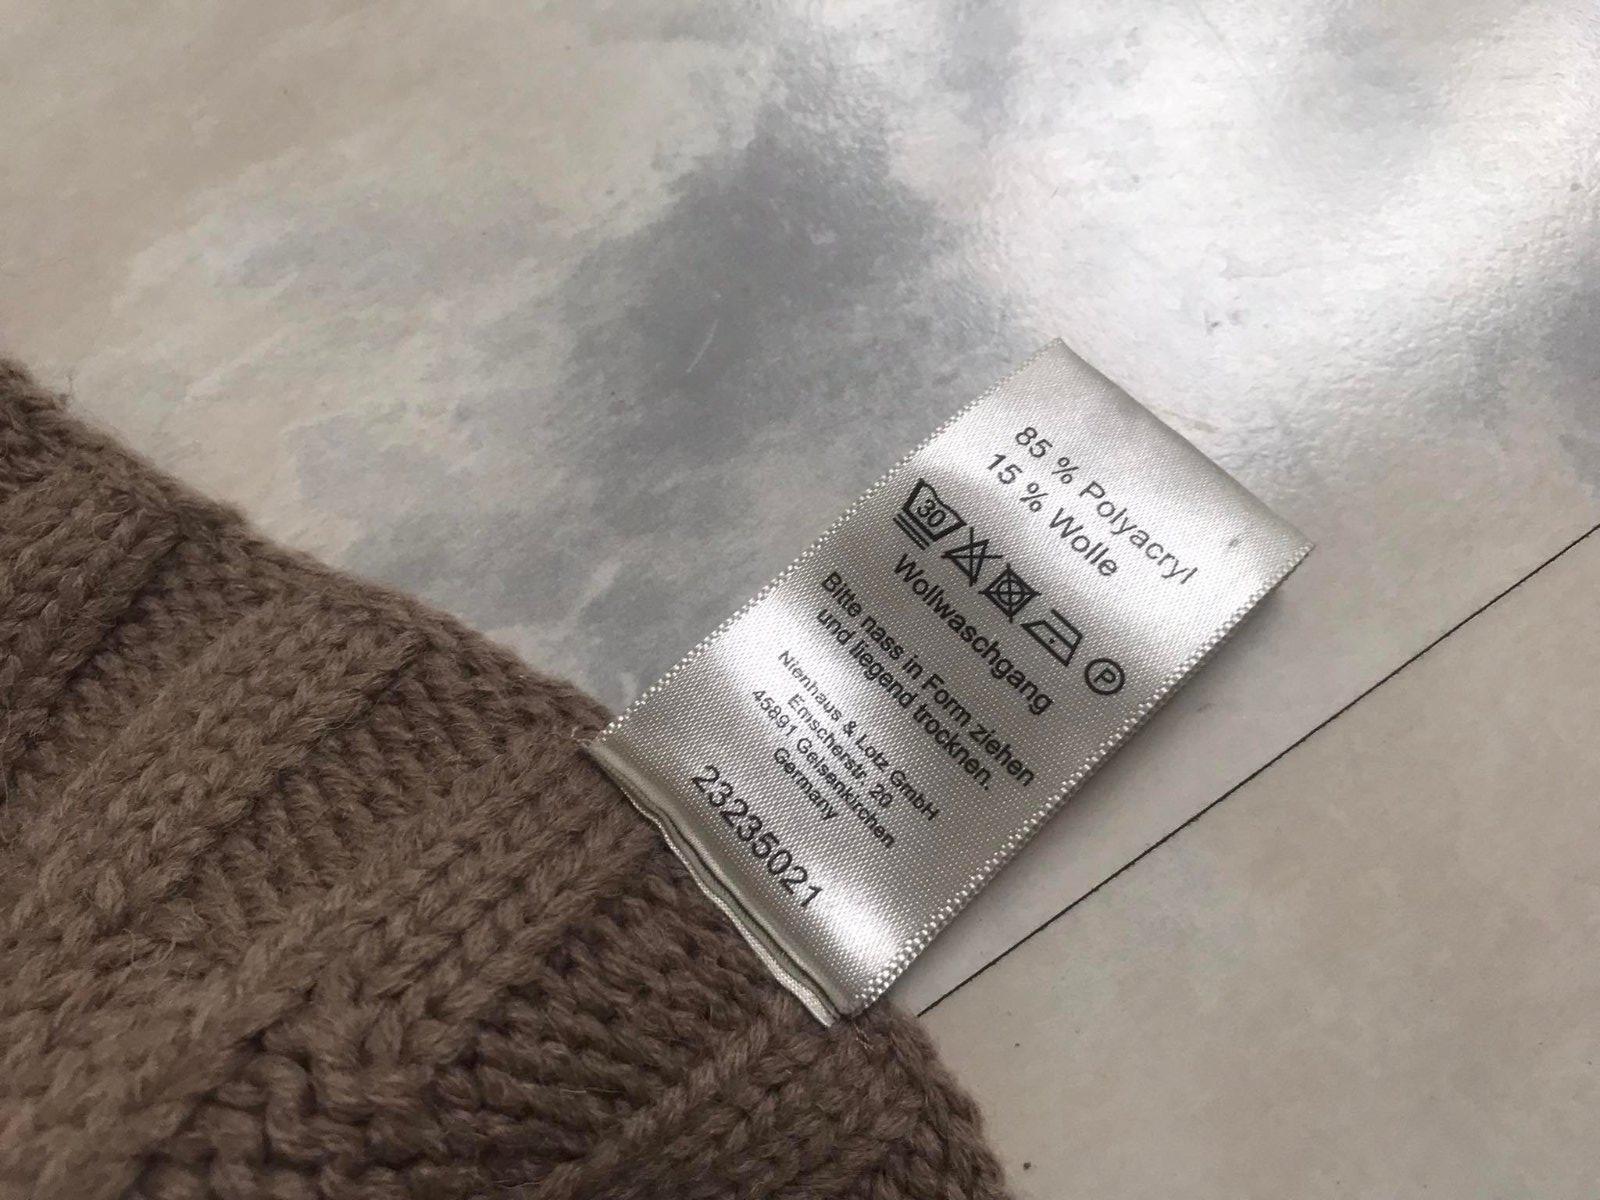 85 % Polyacryl
15 % Wolle
30 P
Wollwaschgang
Bitte nass in Form ziehen
und liegend trocknen.
Nienhaus & Lotz GmbH
Emscherstr. 20
45891 Gelsenkirchen
Germany
23235021